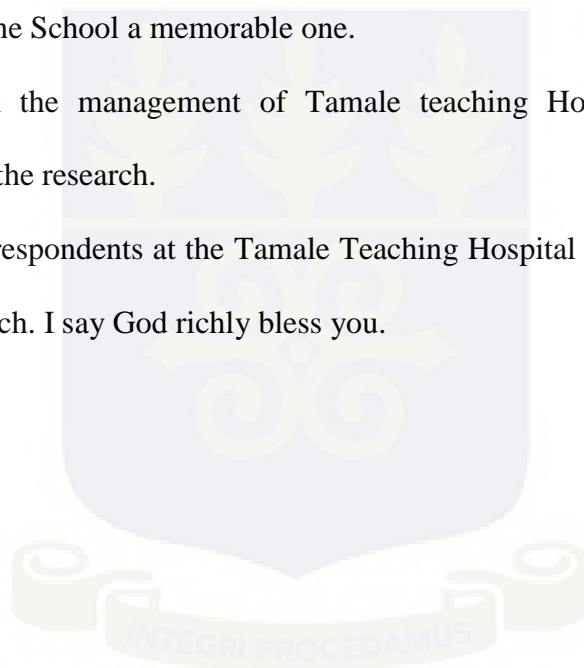 ne School a memorable one.
the management of Tamale teaching Ho
the research.
respondents at the Tamale Teaching Hospital
ch. I say God richly bless you.
INTEGRI PROCEDAMUS